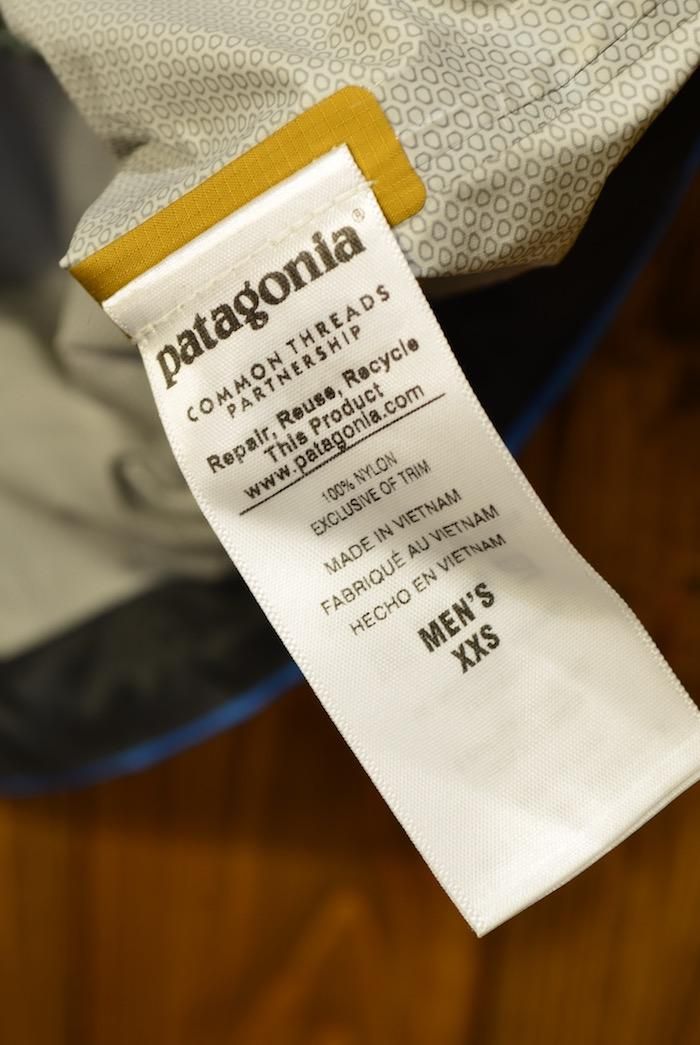 patagonia®
COMMON THREADS
PARTNERSHIP
Repair, Reuse, Recycle
This Product
www.patagonia.com
100% NYLON
EXCLUSIVE OF TRIM
MADE IN VIETNAM
FABRIQUÉ AU VIETNAM
HECHO EN VIETNAM
MEN'S
XXS